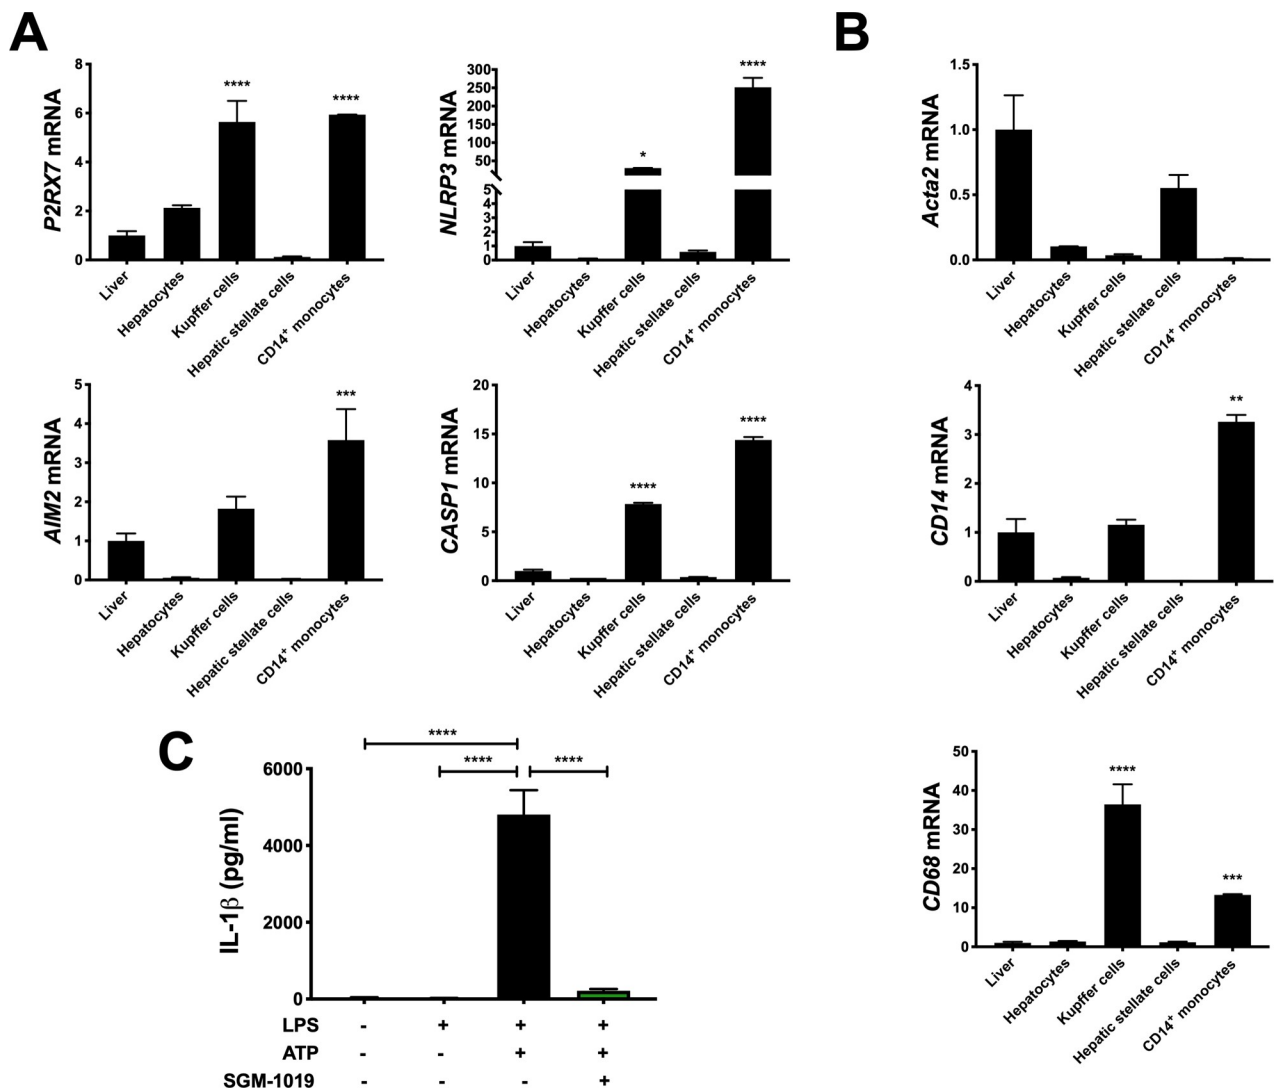 A
B
P2RX7 mRNA
8
6
4
2
0
****
****
Liver
Hepatocytes
Kupffer cells
Hepatic stellate cells
CD14+ monocytes
NLRP3 mRNA
300
250
200
150
100
50
5
4
3
2
1
0
*
****
Liver
Hepatocytes
Kupffer cells
Hepatic stellate cells
CD14+ monocytes
Acta2 mRNA
1.5
1.0
0.5
0.0
Liver
Hepatocytes
Kupffer cells
Hepatic stellate cells
CD14+ monocytes
AIM2 mRNA
5
4
3
2
1
0
***
Liver
Hepatocytes
Kupffer cells
Hepatic stellate cells
CD14+ monocytes
CASP1 mRNA
20
15
10
5
0
****
****
Liver
Hepatocytes
Kupffer cells
Hepatic stellate cells
CD14+ monocytes
CD14 mRNA
4
3
2
1
0
**
Liver
Hepatocytes
Kupffer cells
Hepatic stellate cells
CD14+ monocytes
C
IL-1β (pg/ml)
6000
4000
2000
0
****
**** ****
LPS - + + +
ATP - - + +
SGM-1019 - - - +
CD68 mRNA
50
40
30
20
10
0
****
***
Liver
Hepatocytes
Kupffer cells
Hepatic stellate cells
CD14+ monocytes